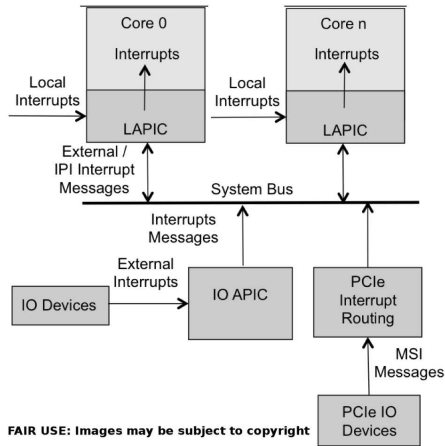 Core 0
Core n
Interrupts
Interrupts
Local
Interrupts
Local
Interrupts
LAPIC
LAPIC
External /
IPI Interrupt
Messages
System Bus
Interrupts
Messages
External
Interrupts
IO Devices
IO APIC
PCIe
Interrupt
Routing
MSI
Messages
PCIe IO
Devices
FAIR USE: Images may be subject to copyright